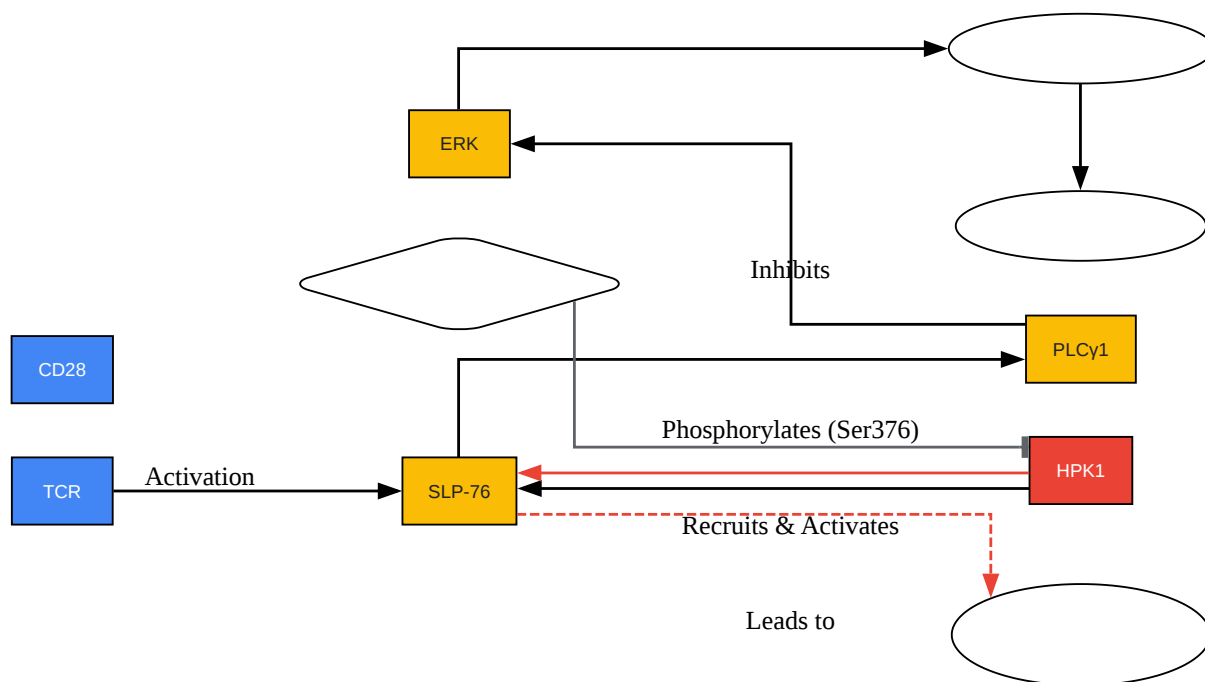 ERK
Inhibits
PLCγ1
CD28
Phosphorylates (Ser376)
TCR
Activation
SLP-76
HPK1
Recruits & Activates
Leads to